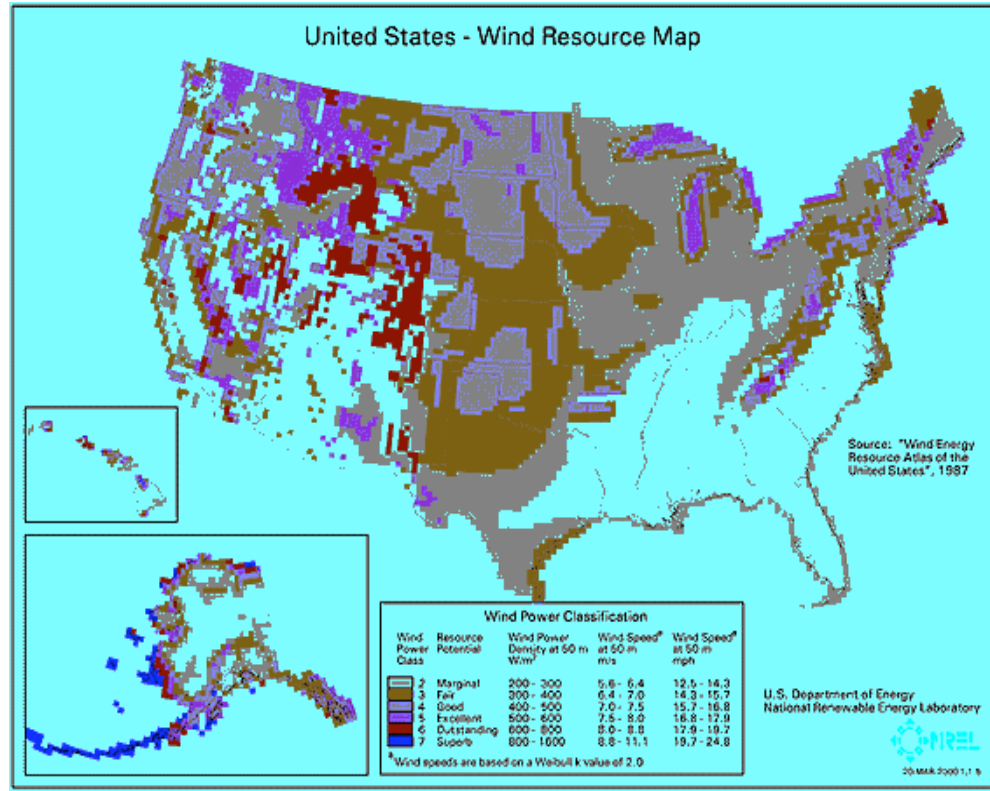 United States - Wind Resource Map
Source: "Wind Energy
Resource Atlas of the
United States", 1987
Wind Power Classification
Wind Power Class Resource Potential Wind Power Density at 50 m W/m² Wind Speedª at 50 m m/s Wind Speedª at 50 m mph
2 Marginal 200 - 300 5.6 - 6.4 12.5 - 14.3
3 Fair 300 - 400 6.4 - 7.0 14.3 - 15.7
4 Good 400 - 500 7.0 - 7.5 15.7 - 16.8
5 Excellent 500 - 600 7.5 - 8.0 16.8 - 17.9
6 Outstanding 600 - 800 8.0 - 8.8 17.9 - 19.7
7 Superb 800 - 1600 8.8 - 11.1 19.7 - 24.8
ªWind speeds are based on a Weibull k value of 2.0
U.S. Department of Energy
National Renewable Energy Laboratory
NREL